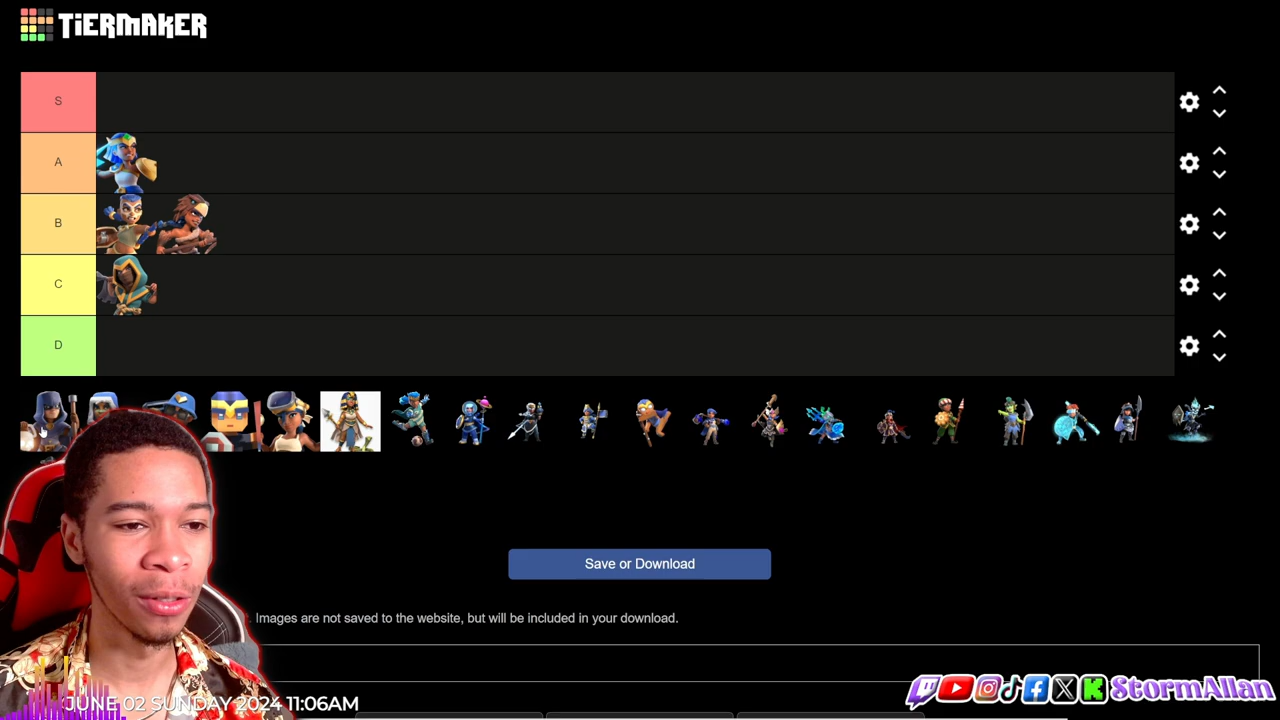 TiERMAKER
S
A
B
C
D
Save or Download
. Images are not saved to the website, but will be included in your download.
JUNE 02 SUNDAY 2024 11:06AM
StormAllan